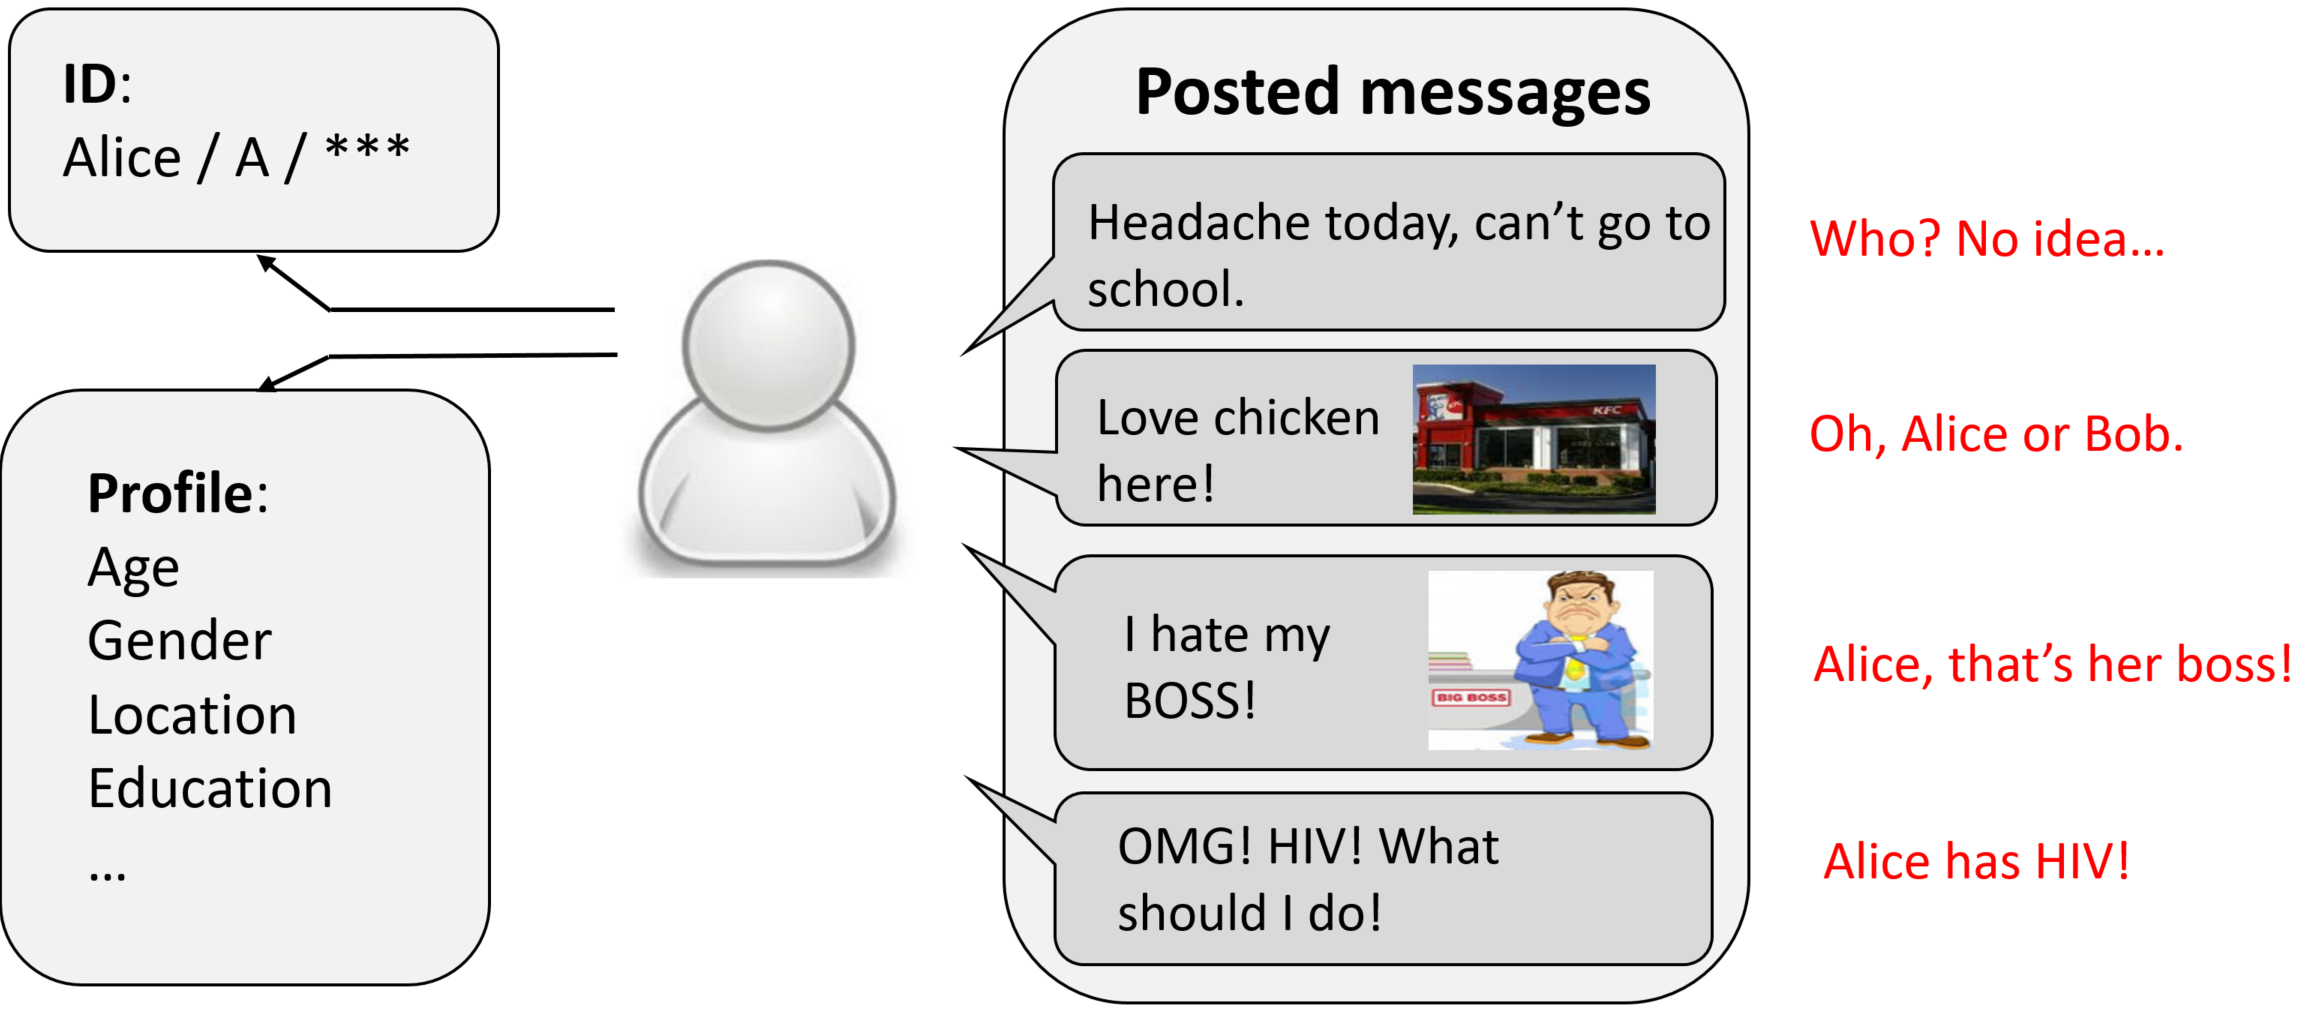 ID:
Alice / A / ***
Profile:
Age
Gender
Location
Education
...
Posted messages
Headache today, can’t go to
school.
Love chicken
here!
KFC
I hate my
BOSS!
BIG BOSS
OMG! HIV! What
should I do!
Who? No idea...
Oh, Alice or Bob.
Alice, that’s her boss!
Alice has HIV!